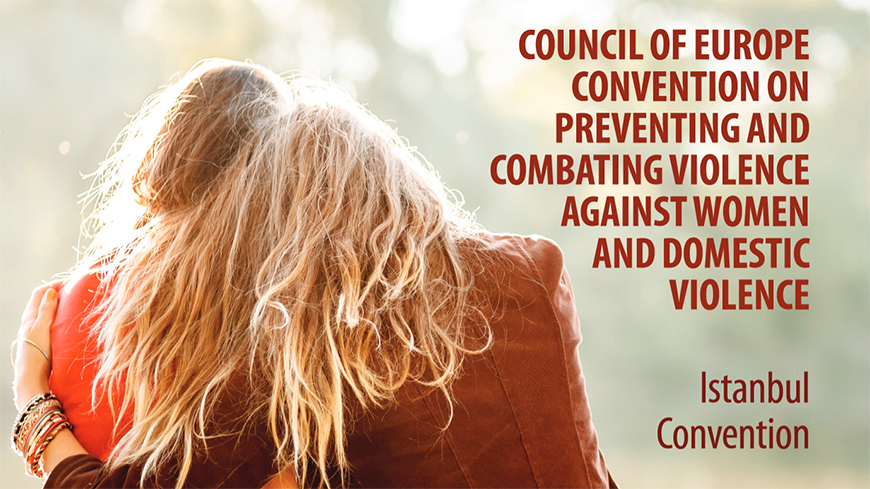 COUNCIL OF EUROPE
CONVENTION ON
PREVENTING AND
COMBATING VIOLENCE
AGAINST WOMEN
AND DOMESTIC
VIOLENCE
Istanbul
Convention